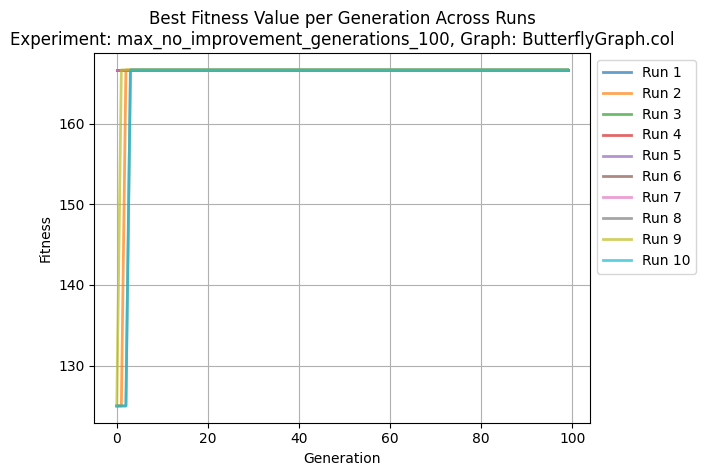 Best Fitness Value per Generation Across Runs
Experiment: max_no_improvement_generations_100, Graph: ButterflyGraph.col
Fitness
160
150
140
130
0 20 40 60 80 100
Generation
Run 1
Run 2
Run 3
Run 4
Run 5
Run 6
Run 7
Run 8
Run 9
Run 10